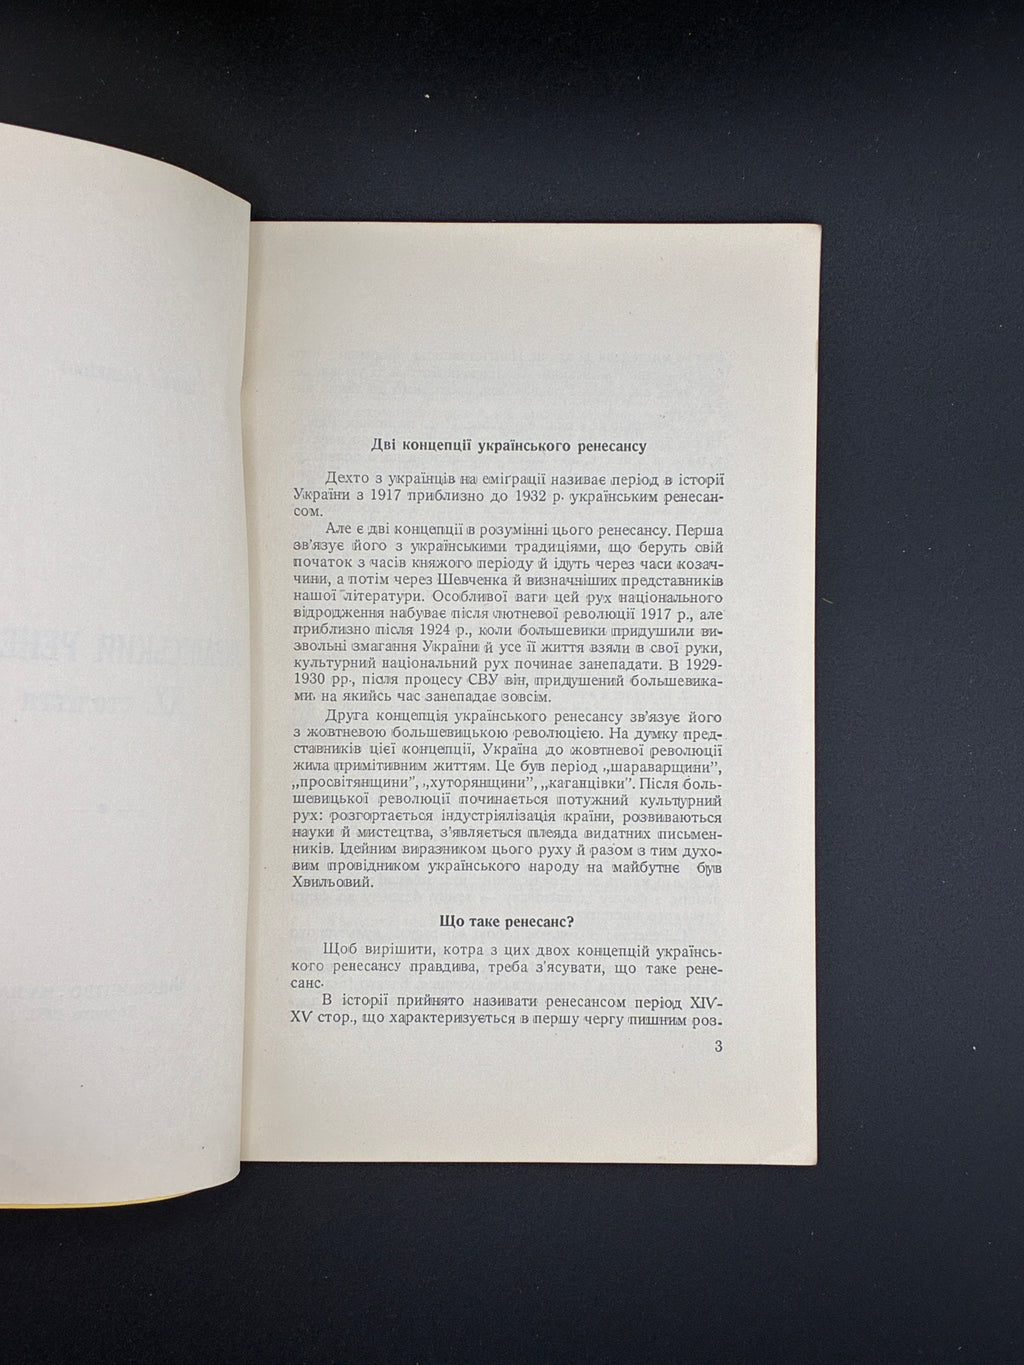 Дві концепції українського ренесансу
Дехто з українців на еміґрації називає період в історії
України з 1917 приблизно до 1932 р. українським ренесан-
сом.
Але є дві концепції в розумінні цього ренесансу. Перша
зв'язує його з українськими традиціями, що беруть свій
початок з часів княжого періоду й ідуть через часи козач-
чини, а потім через Шевченка й визначніших представників
нашої літератури. Особливої ваги цей рух національного
відродження набуває після лютневої революції 1917 р., але
приблизно після 1924 р., коли большевики придушили ви-
звольні змагання України й усе її життя взяли в свої руки,
культурний національний рух починає занепадати. В 1929-
1930 рр., після процесу СВУ він, придушений большевика-
ми, на якийсь час занепадає зовсім.
Друга концепція українського ренесансу зв'язує його
з жовтневою большевицькою революцією. На думку пред-
ставників цієї концепції, Україна до жовтневої революції
жила примітивним життям. Це був період „шараварщини”,
„просвітянщини”, „хуторянщини”, „каганцівки”. Після боль-
шевицької революції починається потужний культурний
рух: розгортається індустріялізація країни, розвиваються
науки й мистецтва, з'являється плеяда видатних письмен-
ників. Ідейним виразником цього руху й разом з тим духо-
вим провідником українського народу на майбутнє був
Хвильовий.
Що таке ренесанс?
Щоб вирішити, котра з цих двох концепцій українсь-
кого ренесансу правдива, треба з'ясувати, що таке рене-
санс.
В історії прийнято називати ренесансом період XIV-
XV стор., що характеризується в першу чергу пишним роз-
3